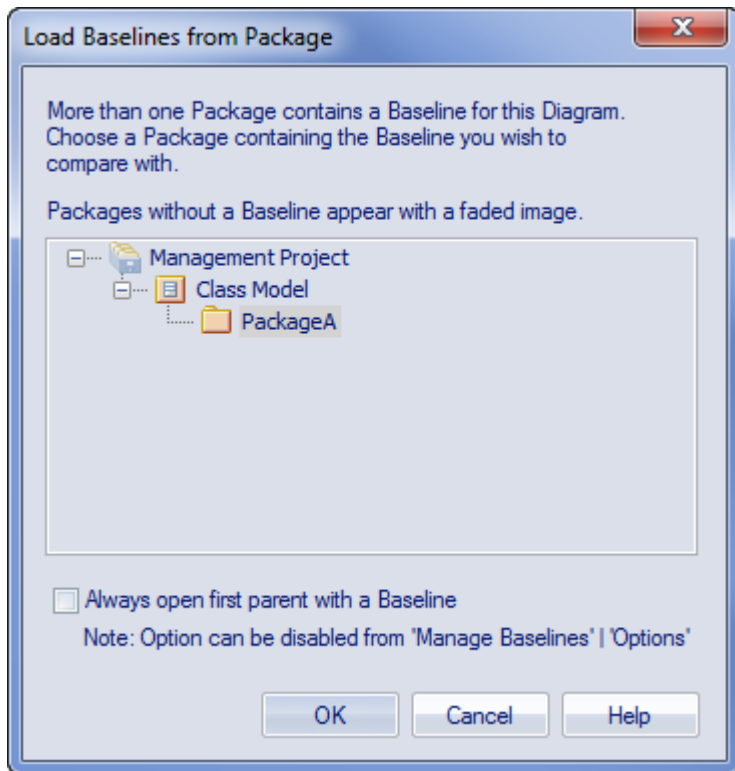 Load Baselines from Package
More than one Package contains a Baseline for this Diagram.
Choose a Package containing the Baseline you wish to
compare with.
Packages without a Baseline appear with a faded image.
Management Project
Class Model
PackageA
Always open first parent with a Baseline
Note: Option can be disabled from 'Manage Baselines' | 'Options'
OK Cancel Help